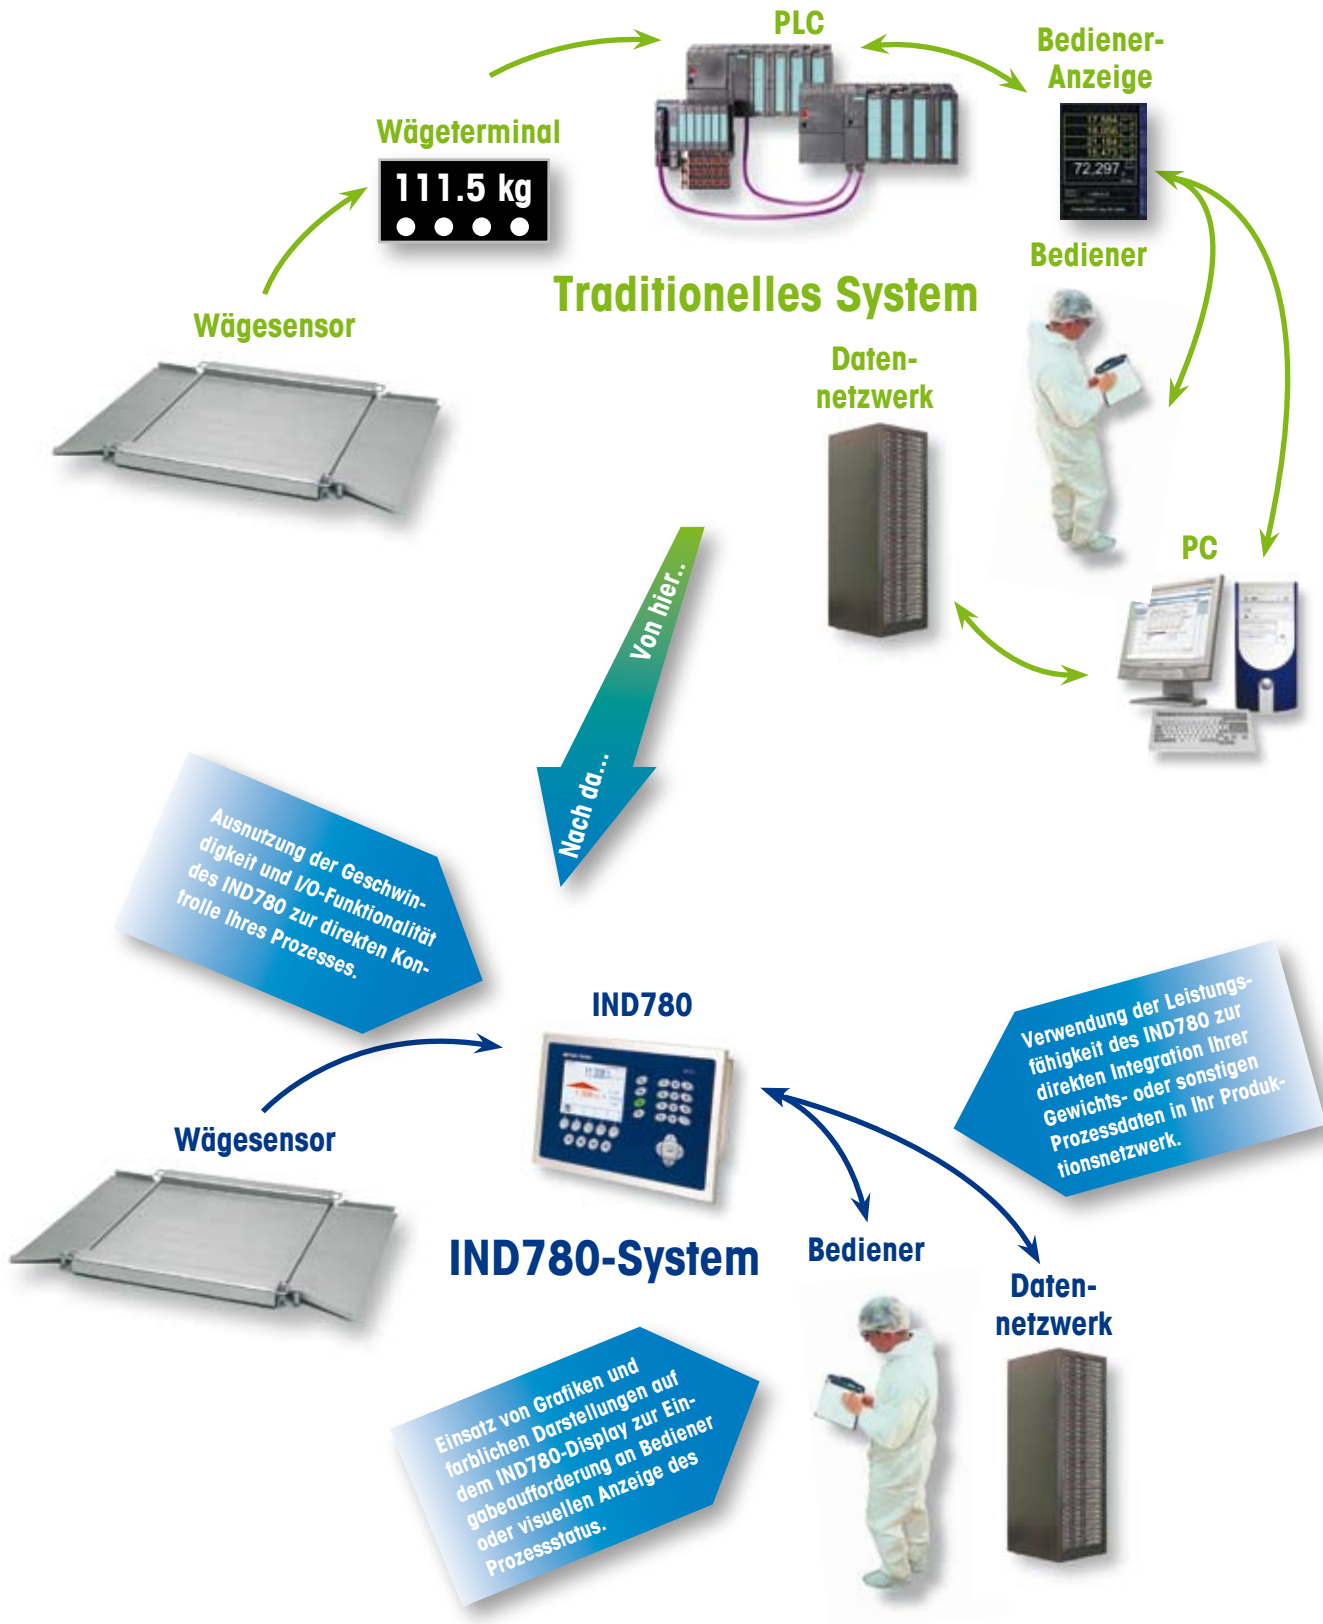 PLC
Bediener-
Anzeige
Wägeterminal
111.5 kg
72,297
Bediener
Traditionelles System
Wägesensor
Daten-
netzwerk
PC
Von hier..
Nach da...
Ausnutzung der Geschwin-
digkeit und I/O-Funktionalität
des IND780 zur direkten Kon-
trolle Ihres Prozesses.
IND780
Verwendung der Leistungs-
fähigkeit des IND780 zur
direkten Integration Ihrer
Gewichts- oder sonstigen
Prozessdaten in Ihr Produk-
tionsnetzwerk.
Wägesensor
IND780-System
Bediener
Daten-
netzwerk
Einsatz von Grafiken und
farblichen Darstellungen auf
dem IND780-Display zur Ein-
gabeaufforderung an Bediener
oder visuellen Anzeige des
Prozessstatus.